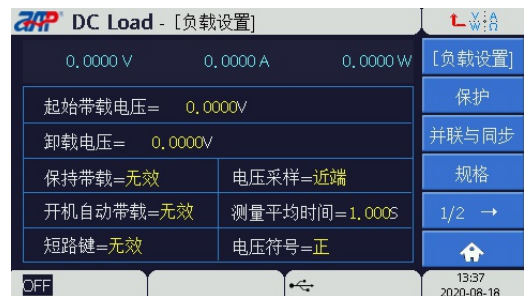 ZAP DC Load - [负载设置]
0.0000 V 0.0000 A 0.0000 W
起始带载电压= 0.0000V
卸载电压= 0.0000V
保持带载=无效 电压采样=近端
开机自动带载=无效 测量平均时间=1.000S
短路键=无效 电压符号=正
[负载设置]
保护
并联与同步
规格
1/2 →
OFF
13:37
2020-08-18